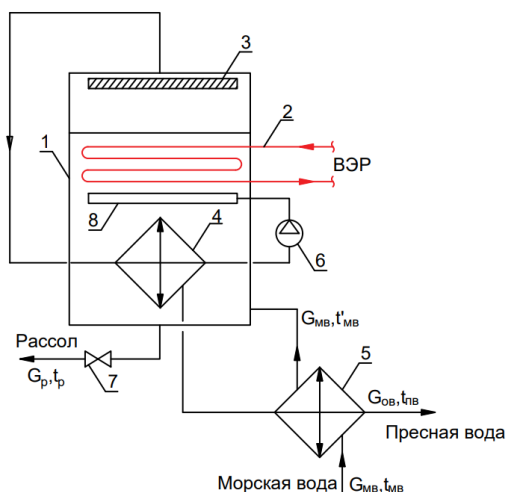 3
2
1
ВЭР
8
4
6
Gмв,t'мв
Рассол
7
5
Gр,tр
Gов,tпв
Пресная вода
Морская вода
Gмв,tмв